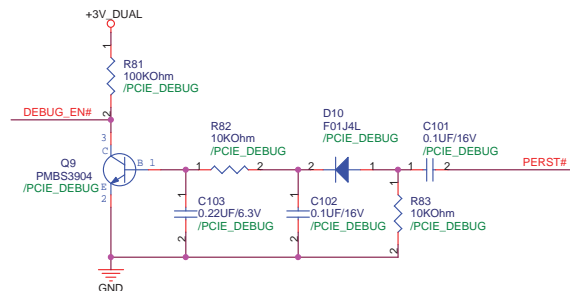 +3V_DUAL
1
R81
100KOhm
/PCIE_DEBUG
2
DEBUG_EN#
3
C
Q9
PMBS3904
/PCIE_DEBUG
B 1
E
2
R82
10KOhm
/PCIE_DEBUG
1
2
D10
F01J4L
/PCIE_DEBUG
2
1
C101
0.1UF/16V
/PCIE_DEBUG
1
2
PERST#
1
C103
0.22UF/6.3V
/PCIE_DEBUG
2
1
C102
0.1UF/16V
/PCIE_DEBUG
2
1
R83
10KOhm
/PCIE_DEBUG
2
GND